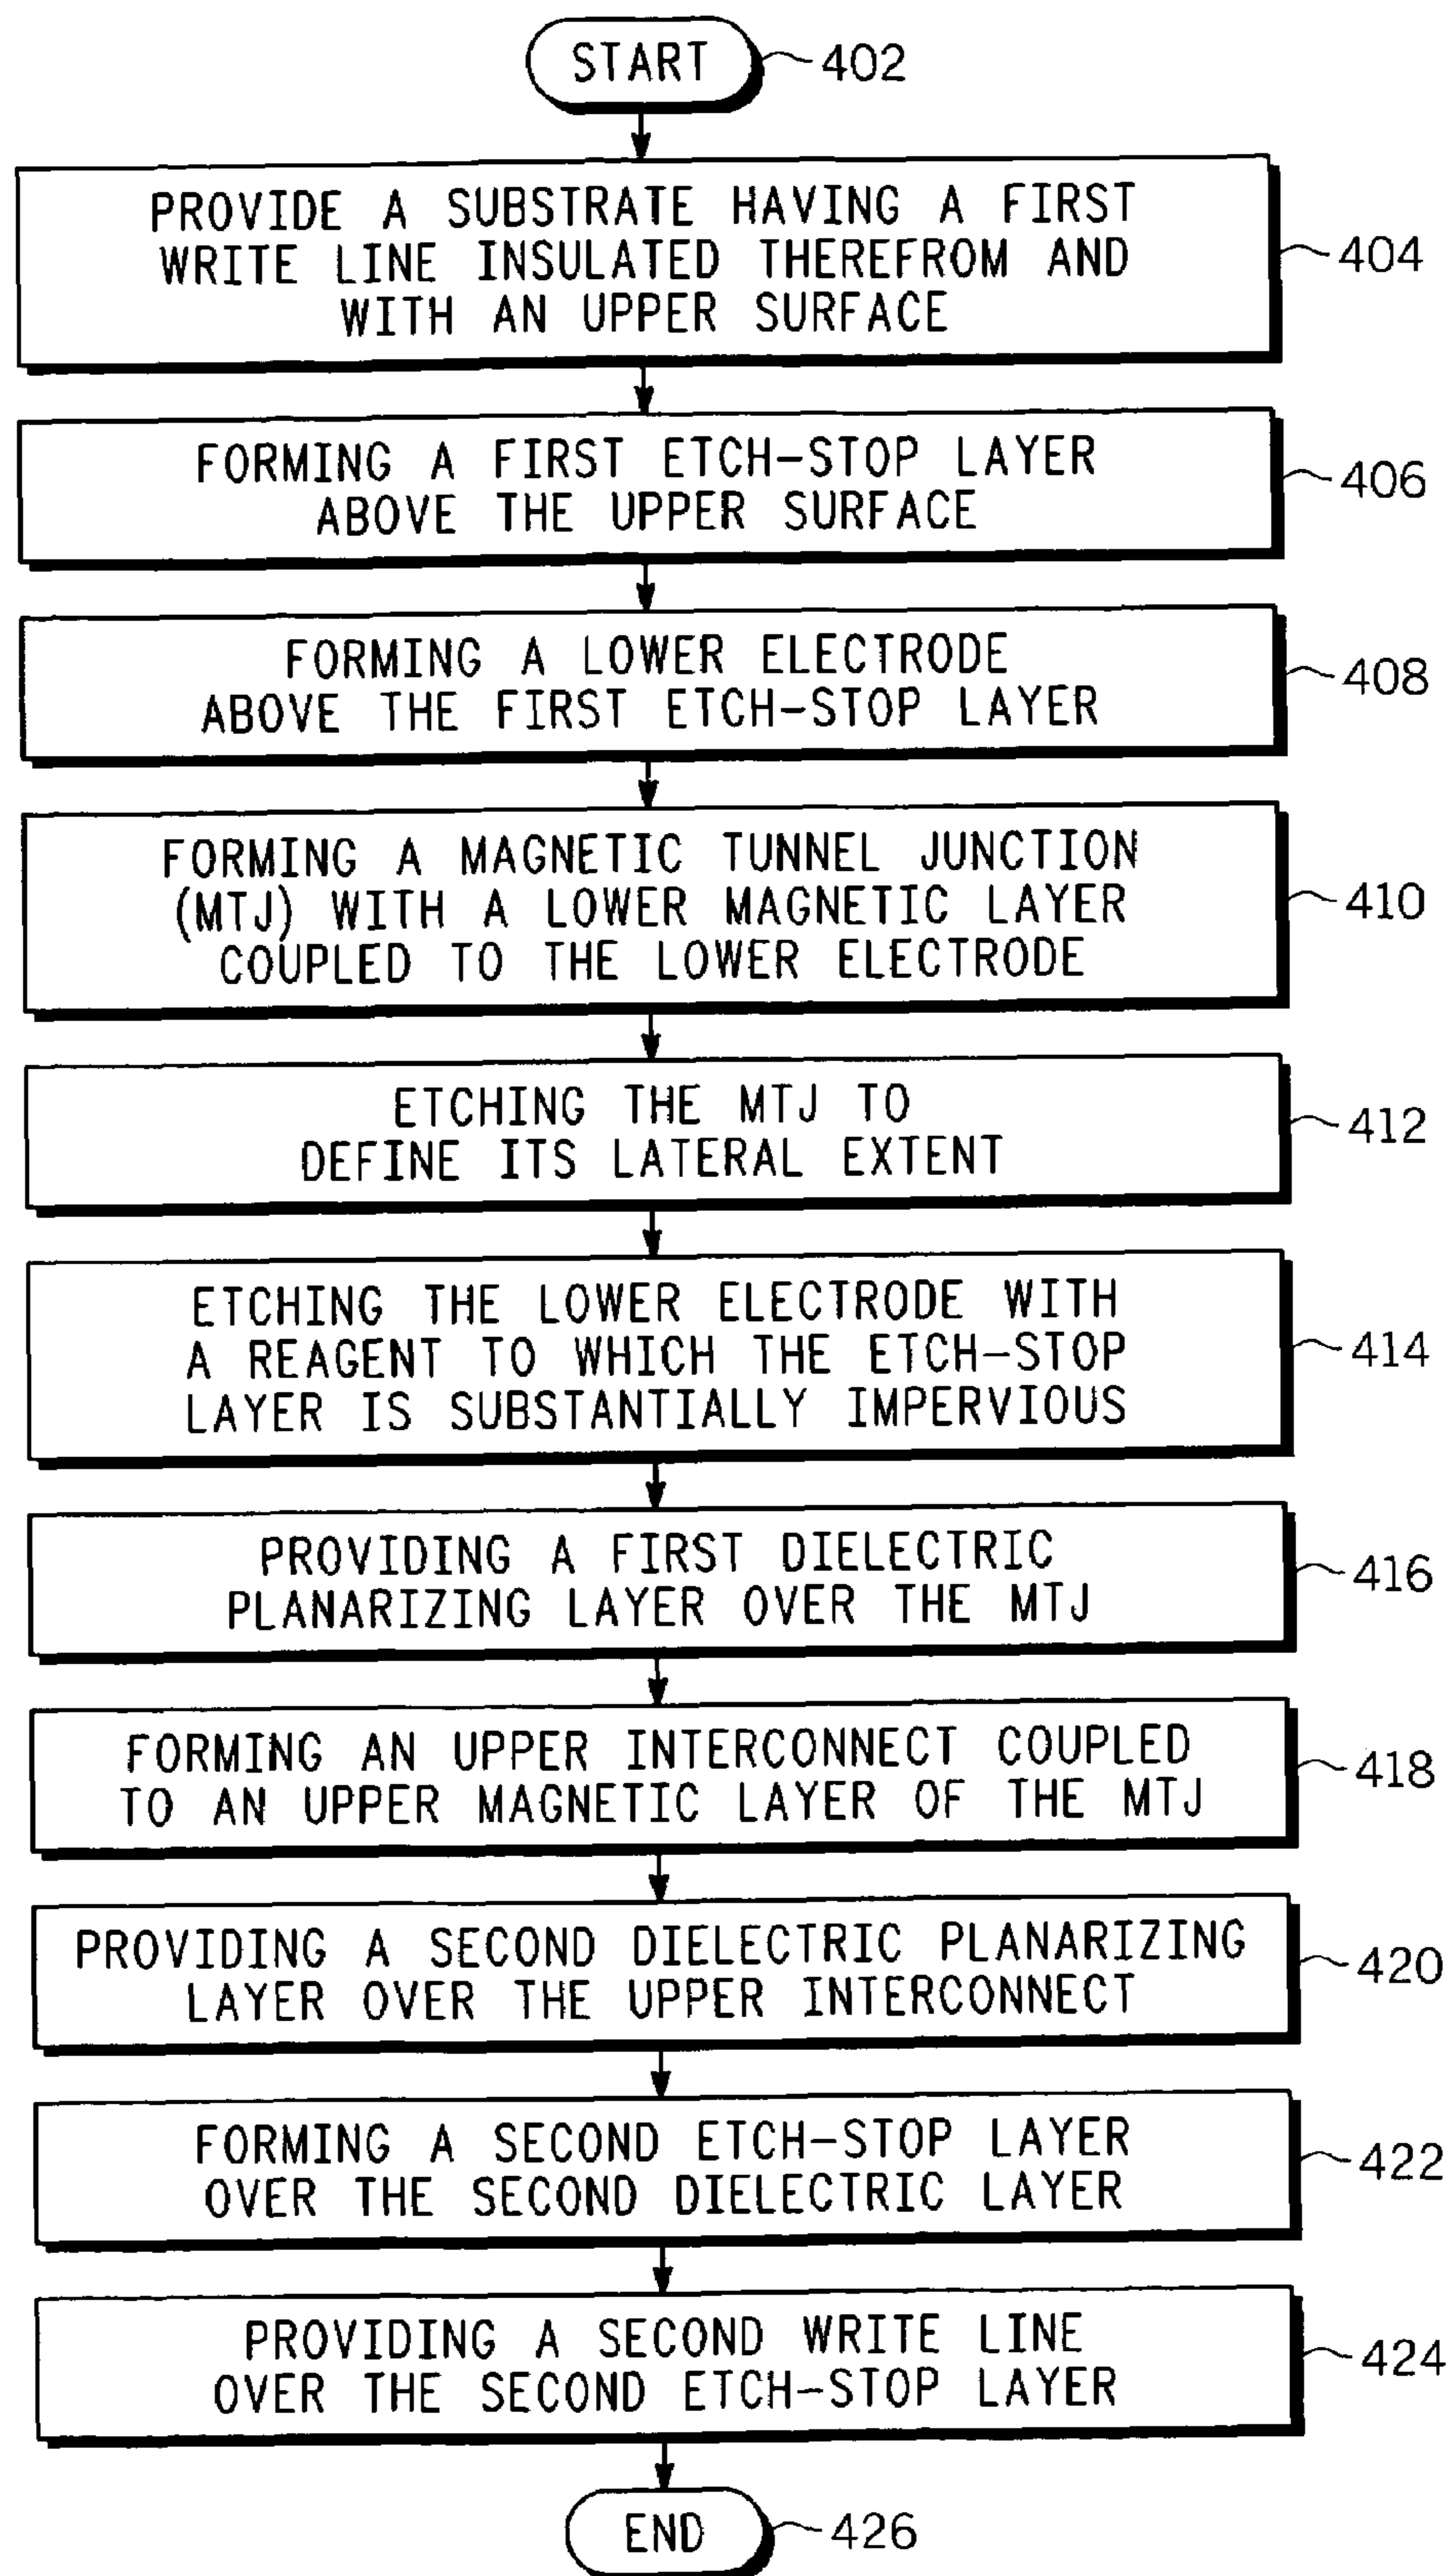 START
402
PROVIDE A SUBSTRATE HAVING A FIRST
WRITE LINE INSULATED THEREFROM AND
WITH AN UPPER SURFACE
404
FORMING A FIRST ETCH-STOP LAYER
ABOVE THE UPPER SURFACE
406
FORMING A LOWER ELECTRODE
ABOVE THE FIRST ETCH-STOP LAYER
408
FORMING A MAGNETIC TUNNEL JUNCTION
(MTJ) WITH A LOWER MAGNETIC LAYER
COUPLED TO THE LOWER ELECTRODE
410
ETCHING THE MTJ TO
DEFINE ITS LATERAL EXTENT
412
ETCHING THE LOWER ELECTRODE WITH
A REAGENT TO WHICH THE ETCH-STOP
LAYER IS SUBSTANTIALLY IMPERVIOUS
414
PROVIDING A FIRST DIELECTRIC
PLANARIZING LAYER OVER THE MTJ
416
FORMING AN UPPER INTERCONNECT COUPLED
TO AN UPPER MAGNETIC LAYER OF THE MTJ
418
PROVIDING A SECOND DIELECTRIC PLANARIZING
LAYER OVER THE UPPER INTERCONNECT
420
FORMING A SECOND ETCH-STOP LAYER
OVER THE SECOND DIELECTRIC LAYER
422
PROVIDING A SECOND WRITE LINE
OVER THE SECOND ETCH-STOP LAYER
424
END
426